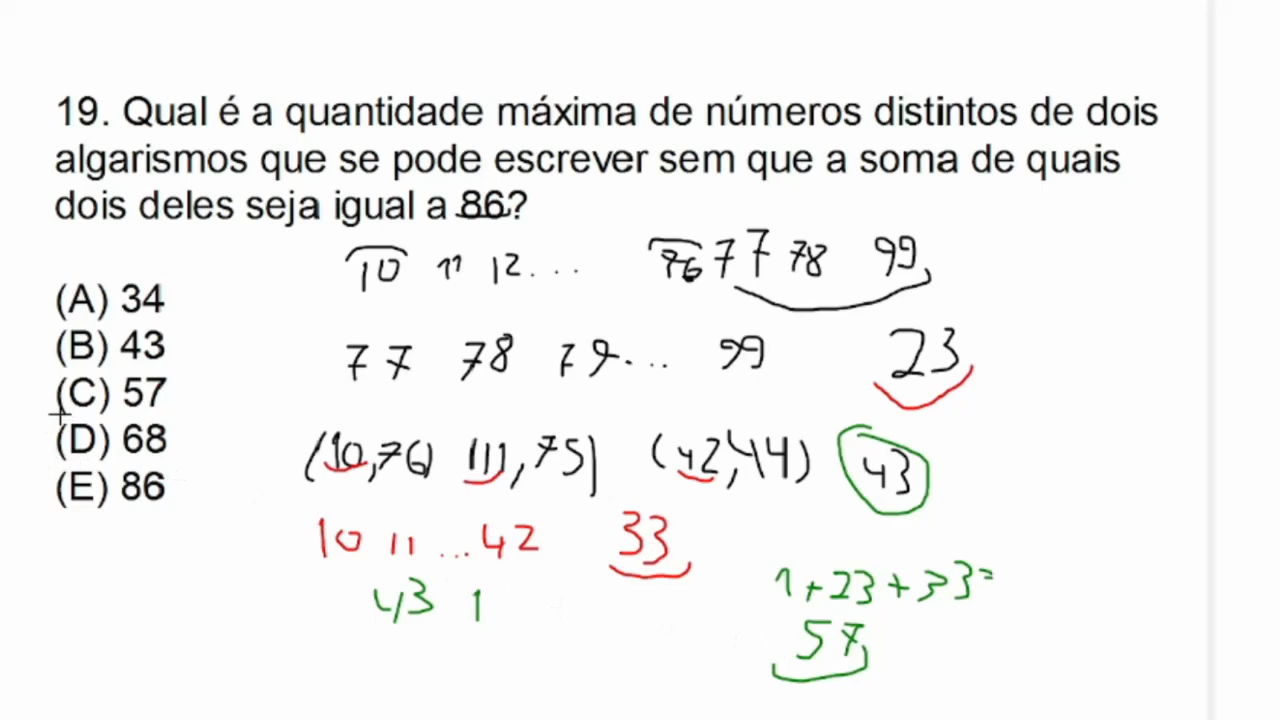 19. Qual é a quantidade máxima de números distintos de dois
algarismos que se pode escrever sem que a soma de quais
dois deles seja igual a 86?
10 11 12... 76 77 78 99
(A) 34
(B) 43
77 78 79... 99 23
(C) 57
(D) 68
(10,76) (11,75) (42,44) 43
(E) 86
10 11 ...42 33
43 1
1+23+33=
57